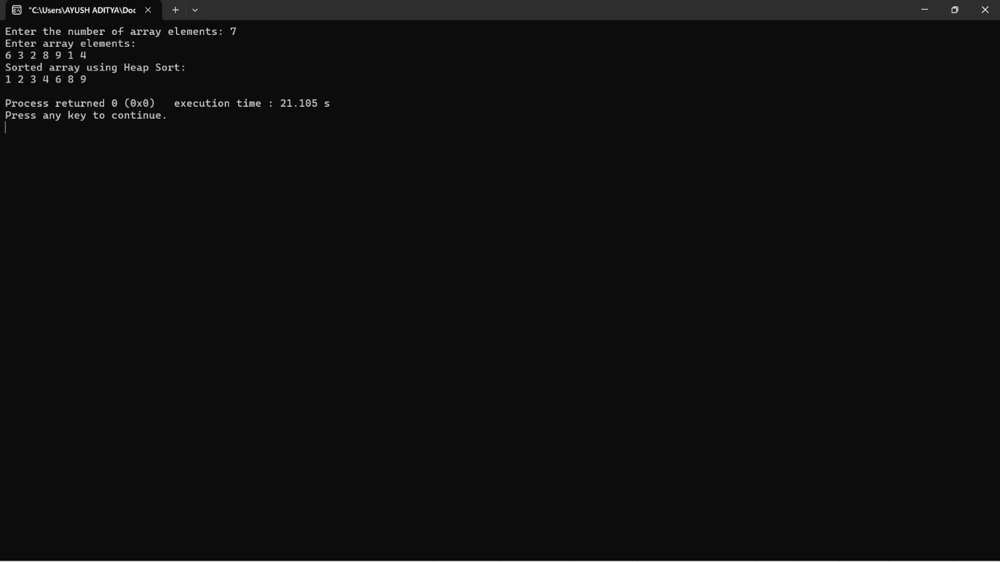 "C:\Users\AYUSH ADITYA\Doc
Enter the number of array elements: 7
Enter array elements:
6 3 2 8 9 1 4
Sorted array using Heap Sort:
1 2 3 4 6 8 9
Process returned 0 (0x0)   execution time : 21.105 s
Press any key to continue.